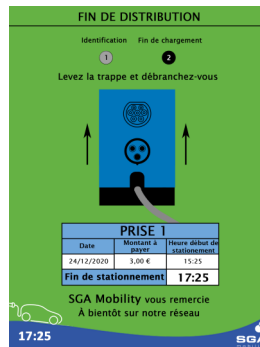 FIN DE DISTRIBUTION
Identification Fin de chargement
1 2
Levez la trappe et débranchez-vous
PRISE 1
Date Montant à payer Heure début de stationement
24/12/2020 3,00 € 15:25
Fin de stationnement 17:25
SGA Mobility vous remercie
À bientôt sur notre réseau
17:25
SGA